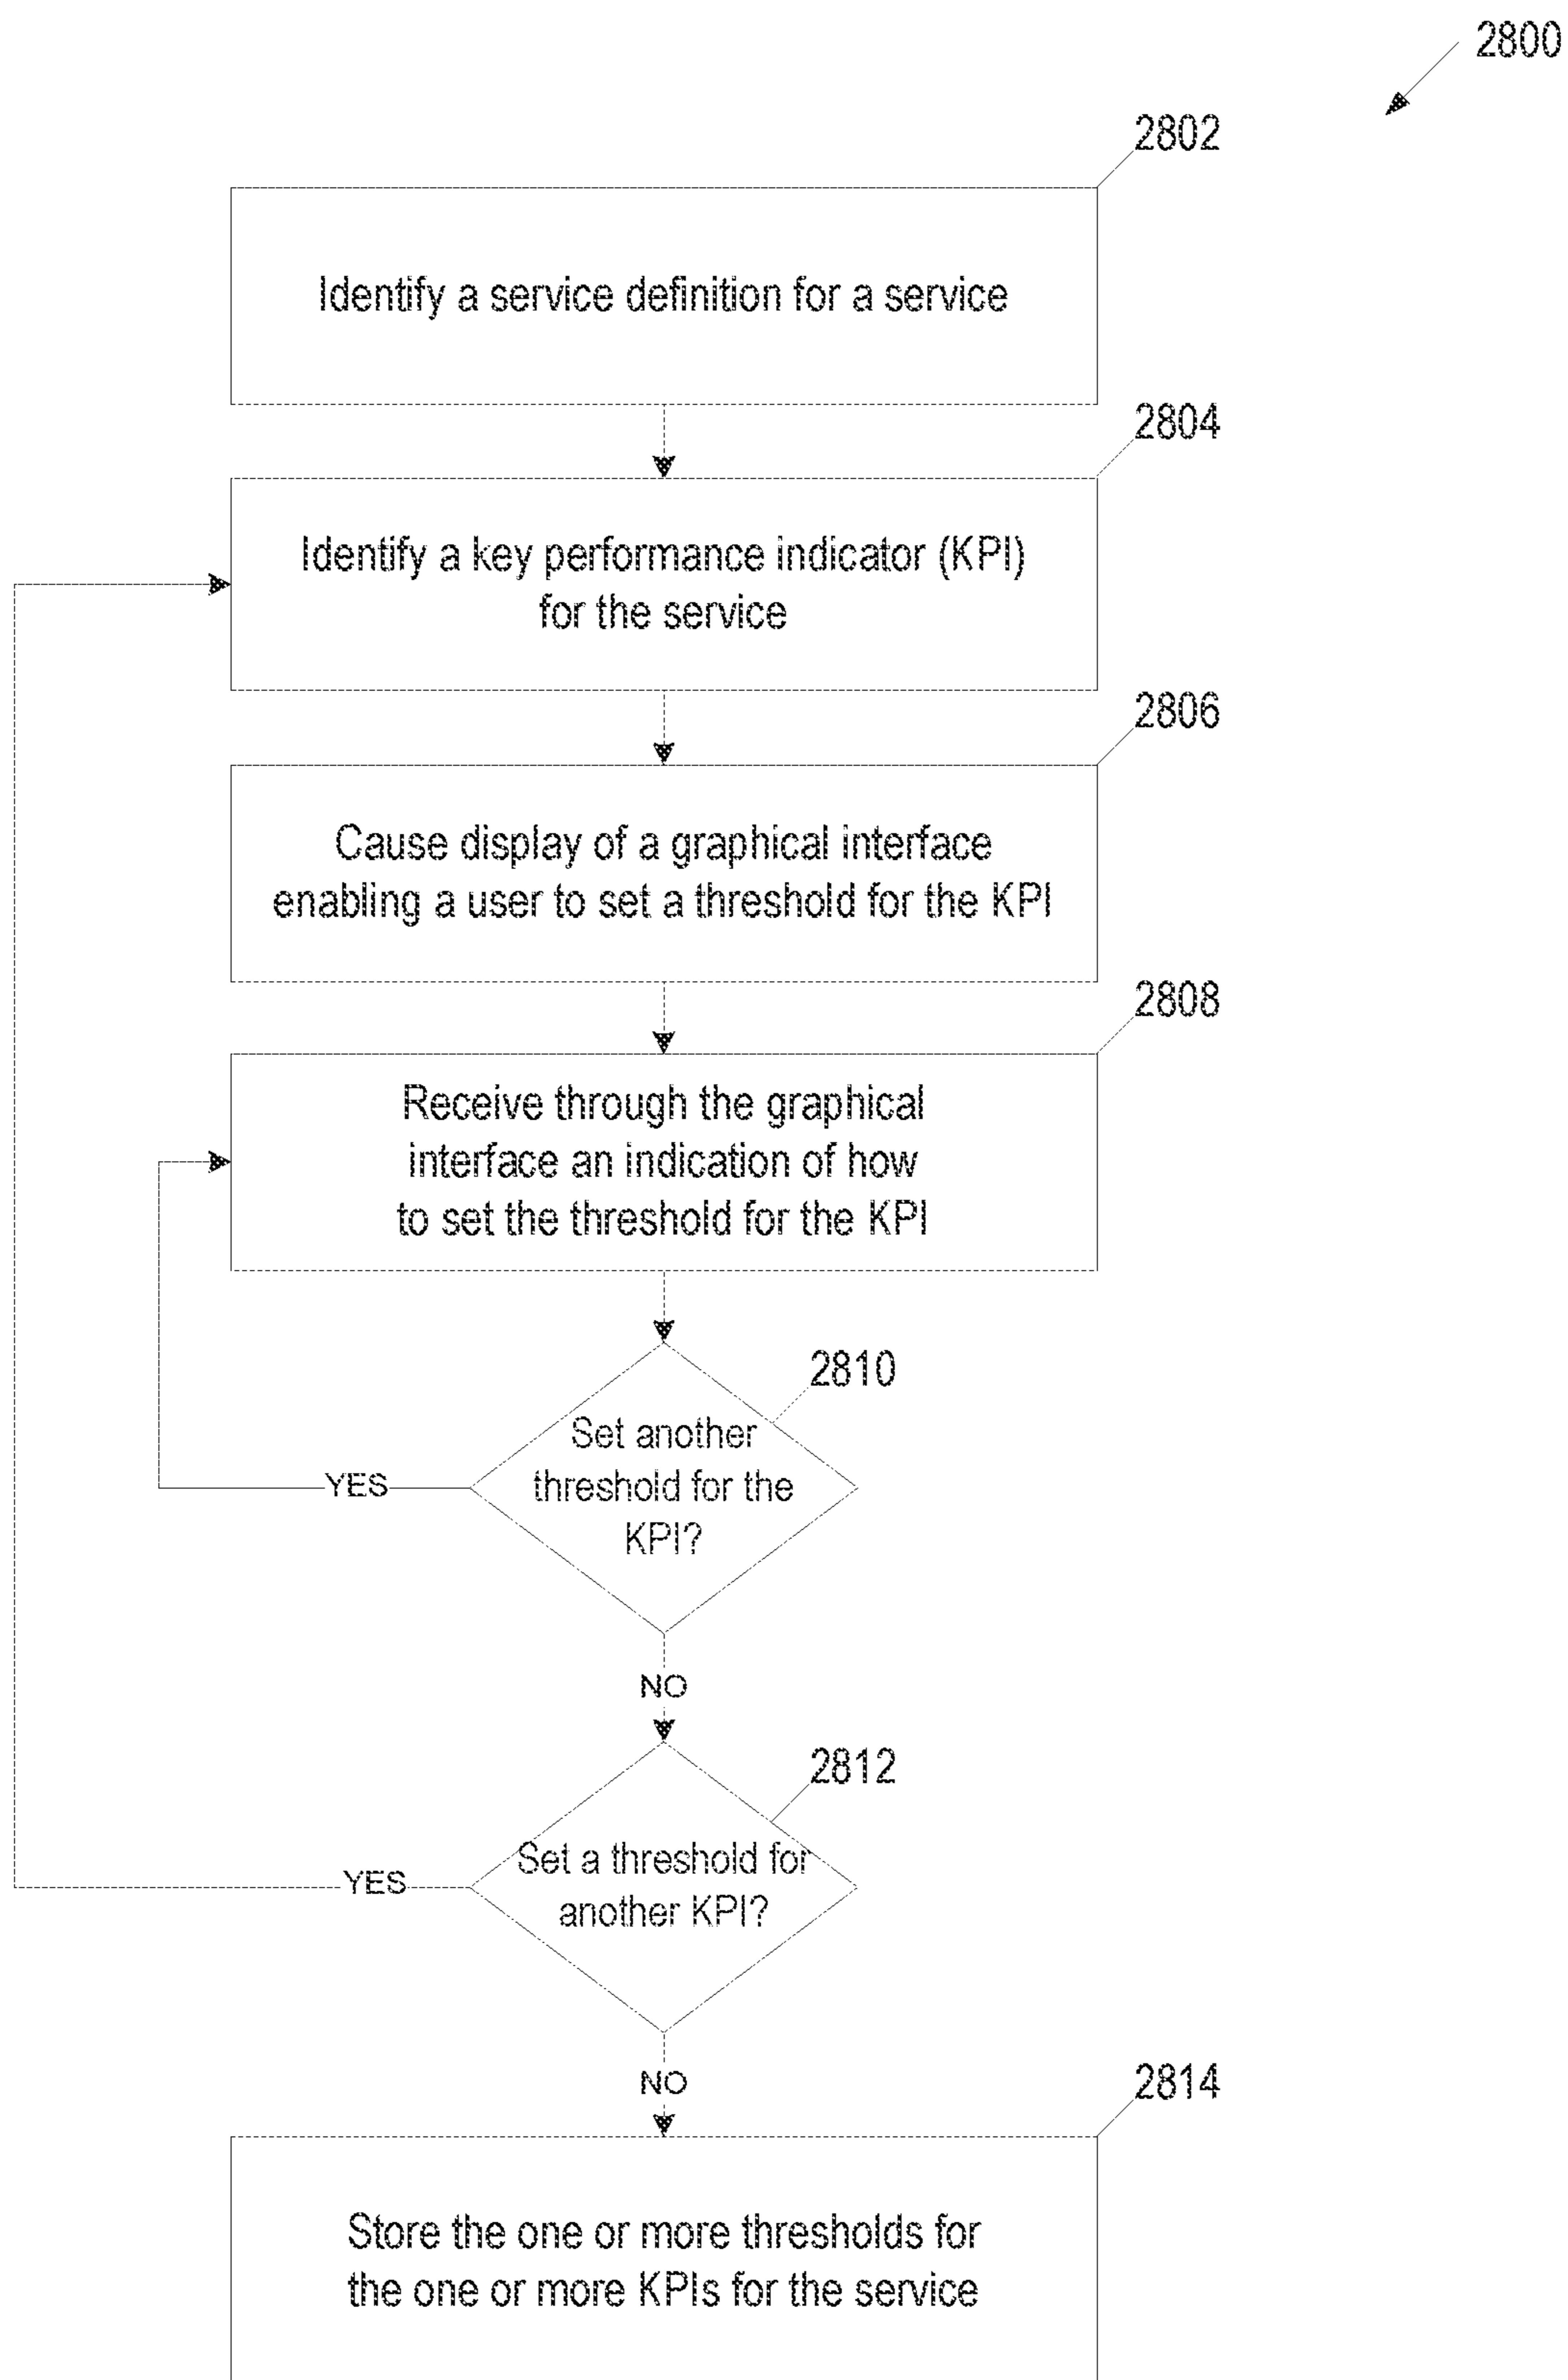 2800
2802
Identify a service definition for a service
2804
Identify a key performance indicator (KPI)
for the service
2806
Cause display of a graphical interface
enabling a user to set a threshold for the KPI
2808
Receive through the graphical
interface an indication of how
to set the threshold for the KPI
2810
Set another
threshold for the
KPI?
YES
NO
2812
Set a threshold for
another KPI?
YES
NO
2814
Store the one or more thresholds for
the one or more KPIs for the service